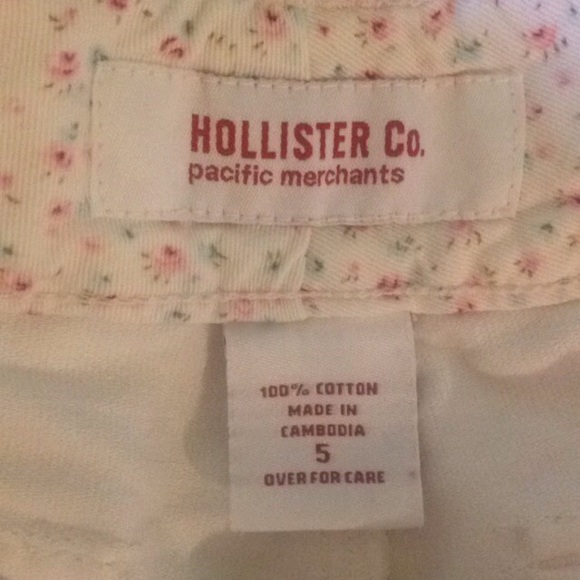 HOLLISTER Co.
pacific merchants
100% COTTON
MADE IN
CAMBODIA
5
OVER FOR CARE